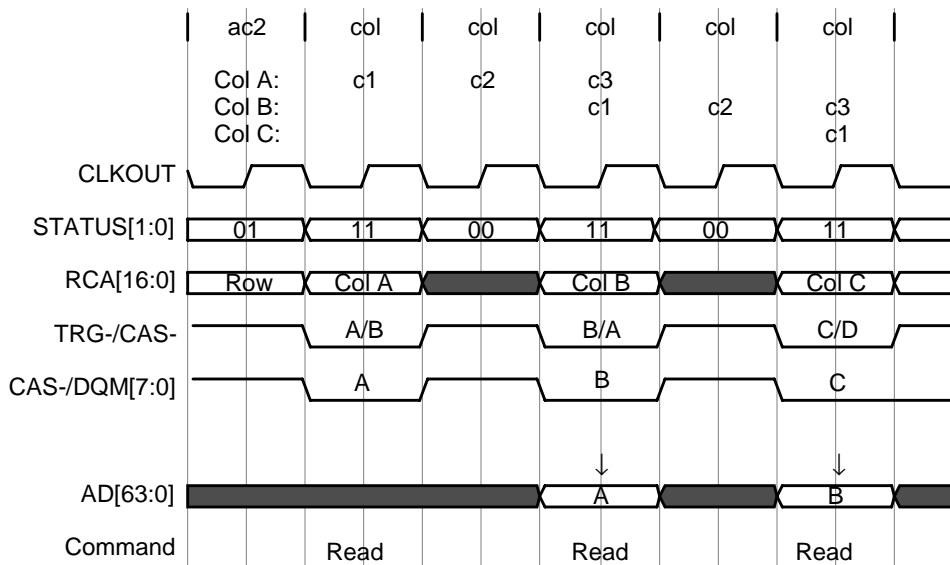 ac2 col col col col col
Col A: c1 c2 c3
Col B: c1 c2 c3
Col C: c1
CLKOUT
STATUS[1:0] 01 11 00 11 00 11
RCA[16:0] Row Col A Col B Col C
TRG-/CAS- A/B B/A C/D
CAS-/DQM[7:0] A B C
AD[63:0] A B
Command Read Read Read